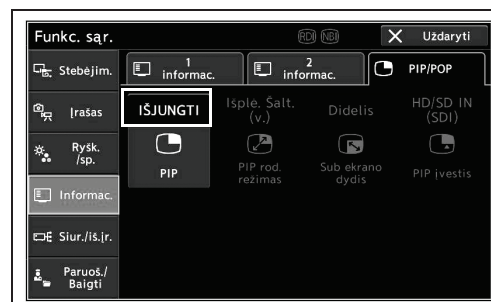 Funkc. sąr.
RDI NBI
Uždaryti
Stebėjim.
1
informac.
2
informac.
PIP/POP
Įrašas
IŠJUNGTI
Išplė. Šalt.
(v.)
Didelis
HD/SD IN
(SDI)
Ryšk.
/sp.
PIP
PIP rod.
režimas
Sub ekrano
dydis
PIP įvestis
Informac.
Siur./iš.įr.
Paruoš./
Baigti